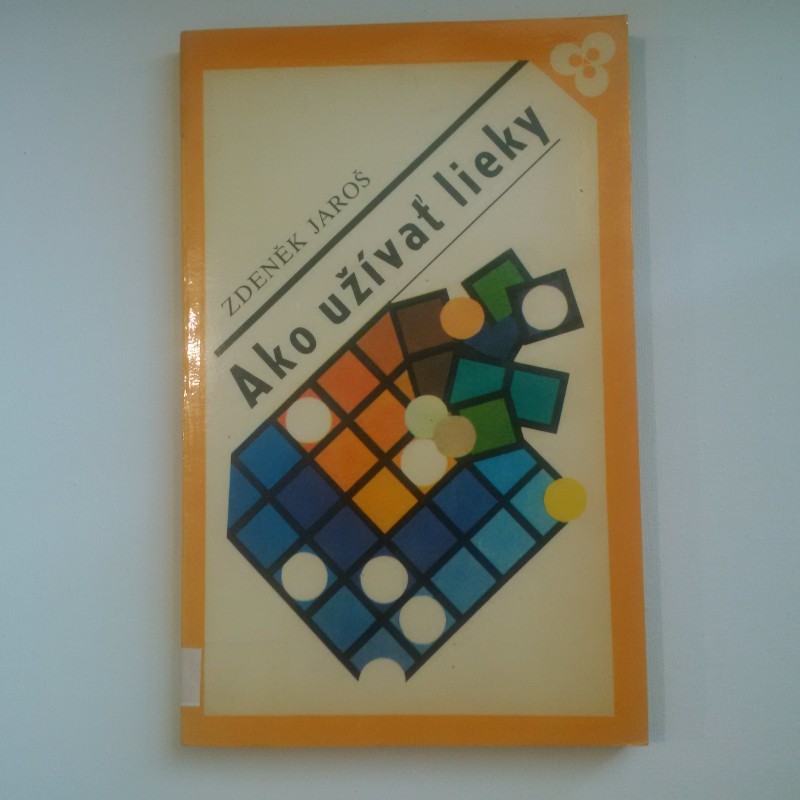 ZDENĚK JAROŠ
Ako užívať lieky